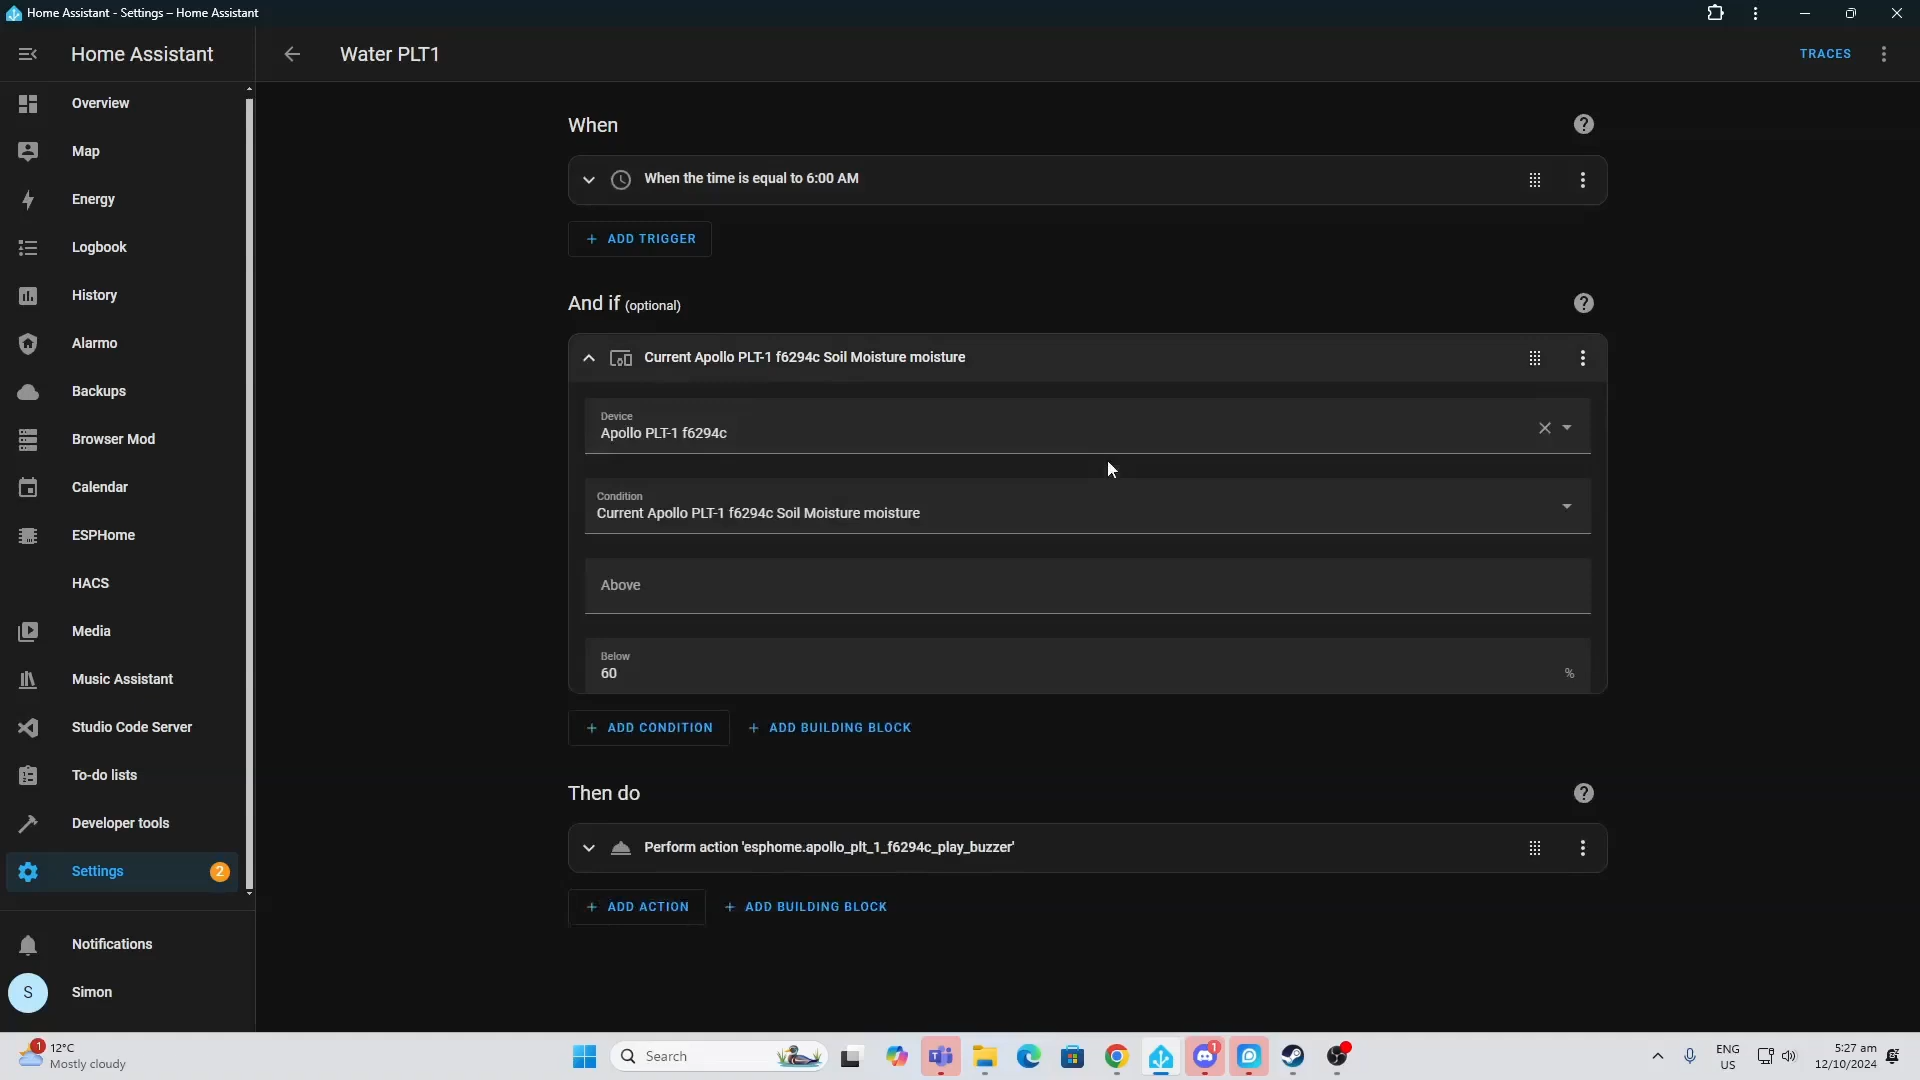 Home Assistant - Settings – Home Assistant
Home Assistant
Water PLT1
TRACES
Overview
Map
Energy
Logbook
History
Alarmo
Backups
Browser Mod
Calendar
ESPHome
HACS
Media
Music Assistant
Studio Code Server
To-do lists
Developer tools
Settings
2
Notifications
S
Simon
When
When the time is equal to 6:00 AM
+ ADD TRIGGER
And if (optional)
Current Apollo PLT-1 f6294c Soil Moisture moisture
Device
Apollo PLT-1 f6294c
Condition
Current Apollo PLT-1 f6294c Soil Moisture moisture
Above
Below
60
%
+ ADD CONDITION
+ ADD BUILDING BLOCK
Then do
Perform action 'esphome.apollo_plt_1_f6294c_play_buzzer'
+ ADD ACTION
+ ADD BUILDING BLOCK
1
12°C
Mostly cloudy
Search
1
ENG
US
5:27 am
12/10/2024